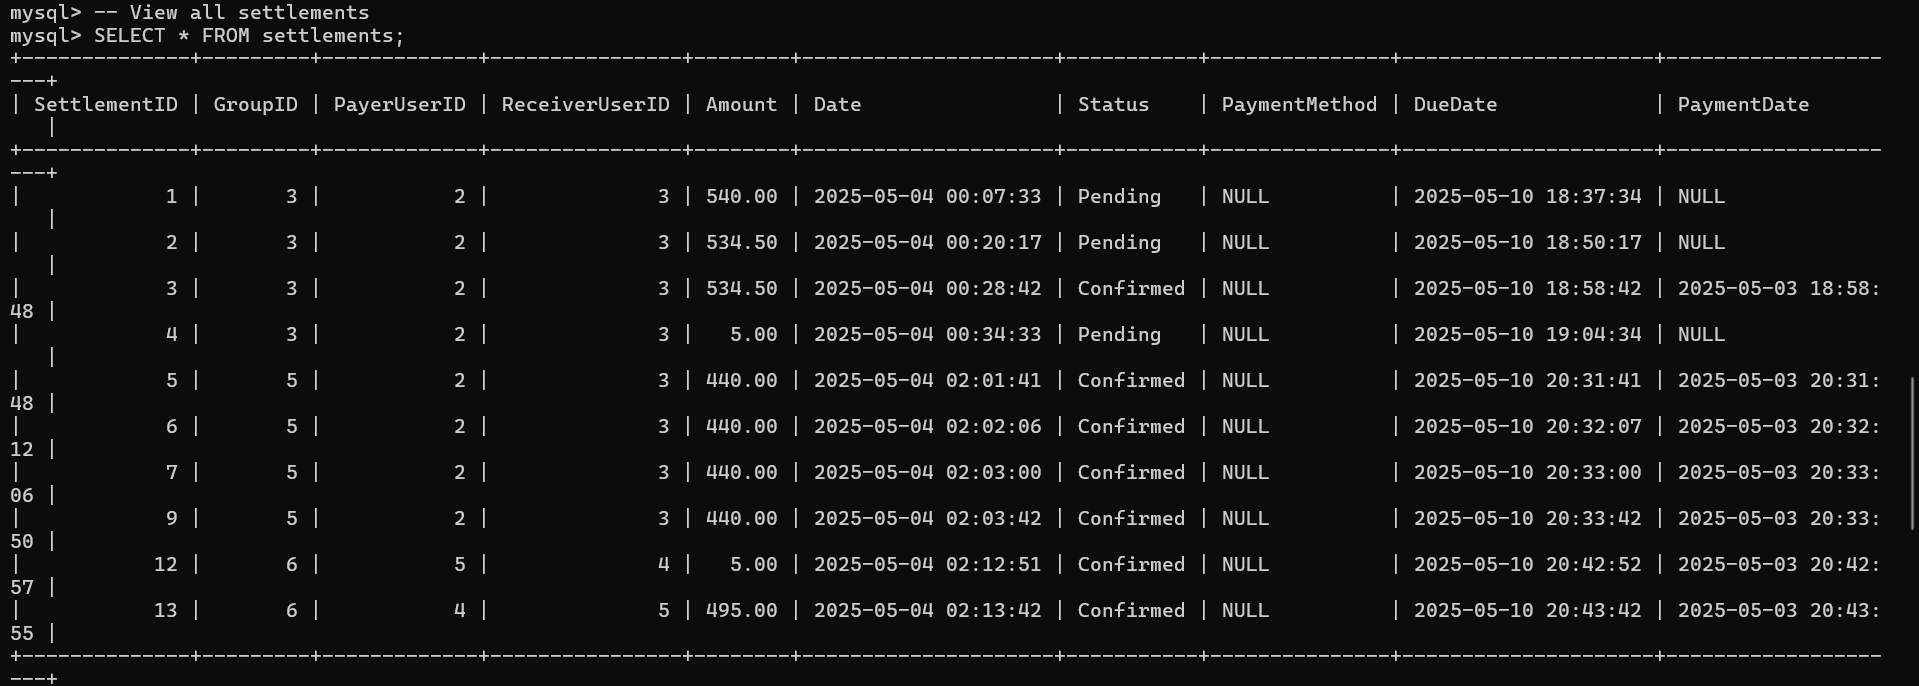 mysql> -- View all settlements
mysql> SELECT * FROM settlements;
+--------------+---------+-------------+----------------+--------+---------------------+-----------+---------------+---------------------+------------------
---+
| SettlementID | GroupID | PayerUserID | ReceiverUserID | Amount | Date                | Status    | PaymentMethod | DueDate             | PaymentDate
   |
+--------------+---------+-------------+----------------+--------+---------------------+-----------+---------------+---------------------+------------------
---+
|            1 |       3 |           2 |              3 | 540.00 | 2025-05-04 00:07:33 | Pending   | NULL          | 2025-05-10 18:37:34 | NULL
   |
|            2 |       3 |           2 |              3 | 534.50 | 2025-05-04 00:20:17 | Pending   | NULL          | 2025-05-10 18:50:17 | NULL
   |
|            3 |       3 |           2 |              3 | 534.50 | 2025-05-04 00:28:42 | Confirmed | NULL          | 2025-05-10 18:58:42 | 2025-05-03 18:58:
48 |
|            4 |       3 |           2 |              3 |   5.00 | 2025-05-04 00:34:33 | Pending   | NULL          | 2025-05-10 19:04:34 | NULL
   |
|            5 |       5 |           2 |              3 | 440.00 | 2025-05-04 02:01:41 | Confirmed | NULL          | 2025-05-10 20:31:41 | 2025-05-03 20:31:
48 |
|            6 |       5 |           2 |              3 | 440.00 | 2025-05-04 02:02:06 | Confirmed | NULL          | 2025-05-10 20:32:07 | 2025-05-03 20:32:
12 |
|            7 |       5 |           2 |              3 | 440.00 | 2025-05-04 02:03:00 | Confirmed | NULL          | 2025-05-10 20:33:00 | 2025-05-03 20:33:
06 |
|            9 |       5 |           2 |              3 | 440.00 | 2025-05-04 02:03:42 | Confirmed | NULL          | 2025-05-10 20:33:42 | 2025-05-03 20:33:
50 |
|           12 |       6 |           5 |              4 |   5.00 | 2025-05-04 02:12:51 | Confirmed | NULL          | 2025-05-10 20:42:52 | 2025-05-03 20:42:
57 |
|           13 |       6 |           4 |              5 | 495.00 | 2025-05-04 02:13:42 | Confirmed | NULL          | 2025-05-10 20:43:42 | 2025-05-03 20:43:
55 |
+--------------+---------+-------------+----------------+--------+---------------------+-----------+---------------+---------------------+------------------
---+